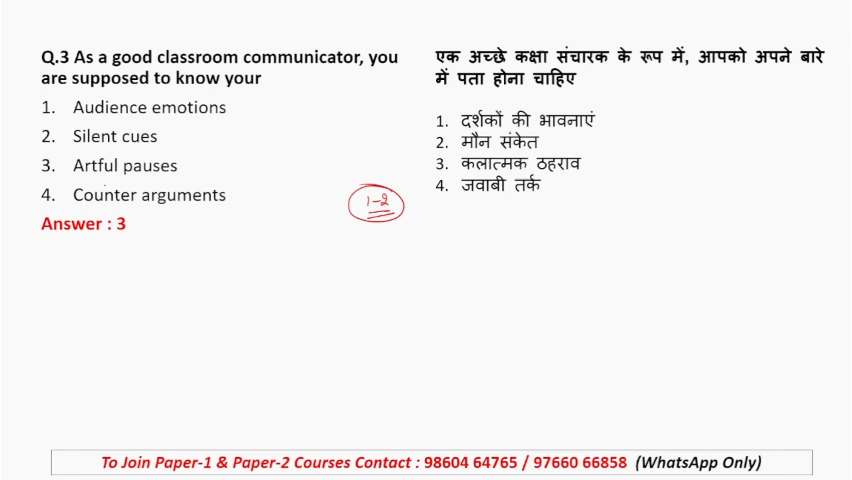 Q.3 As a good classroom communicator, you
are supposed to know your
1. Audience emotions
2. Silent cues
3. Artful pauses
4. Counter arguments
Answer : 3
1-2
एक अच्छे कक्षा संचारक के रूप में, आपको अपने बारे
में पता होना चाहिए
1. दर्शकों की भावनाएं
2. मौन संकेत
3. कलात्मक ठहराव
4. जवाबी तर्क
To Join Paper-1 & Paper-2 Courses Contact : 98604 64765 / 97660 66858 (WhatsApp Only)